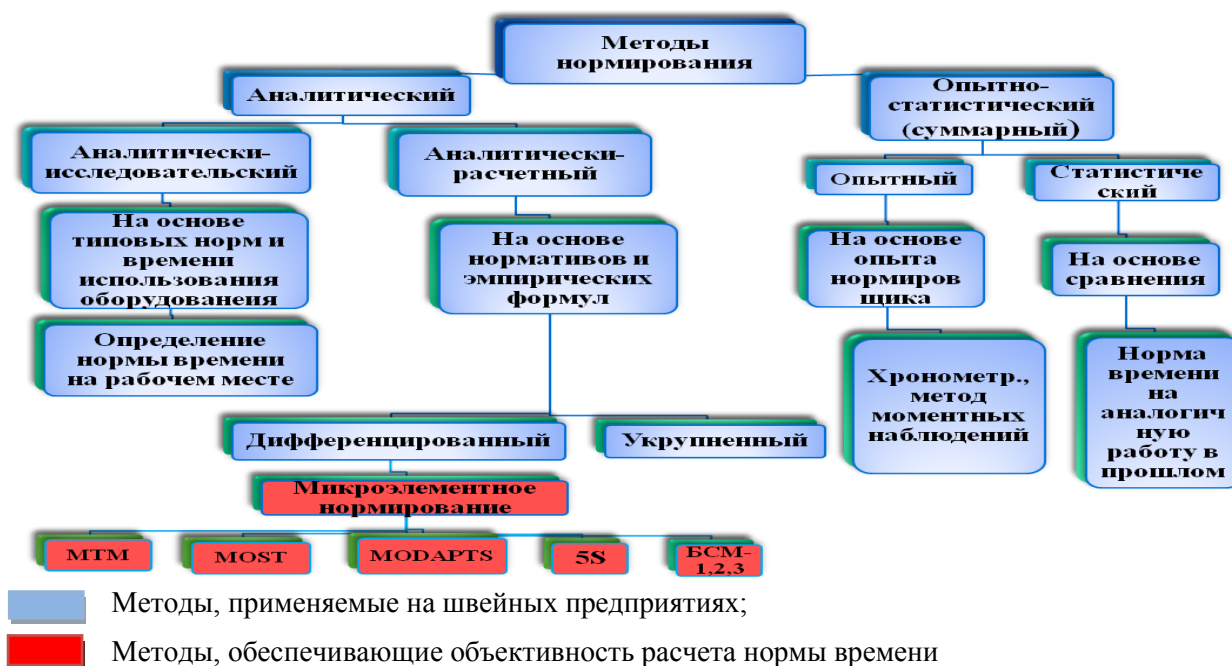 Методы
нормирования
Аналитический
Опытно-
статистический
(суммарный)
Аналитически-
исследовательский
Аналитически-
расчетный
Опытный
Статистиче
ский
На основе
типовых норм и
времени
использования
оборудованеия
На основе
нормативов и
эмпирических
формул
На основе
опыта
нормиров
щика
На основе
сравнения
Определение
нормы времени
на рабочем месте
Хронометр.,
метод
моментных
наблюдений
Норма
времени
на
аналогич
ную
работу в
прошлом
Дифференцированный
Укрупненный
Микроэлементное
нормирование
МТМ
MOST
MODAPTS
5S
БСМ-
1,2,3
Методы, применяемые на швейных предприятиях;
Методы, обеспечивающие объективность расчета нормы времени